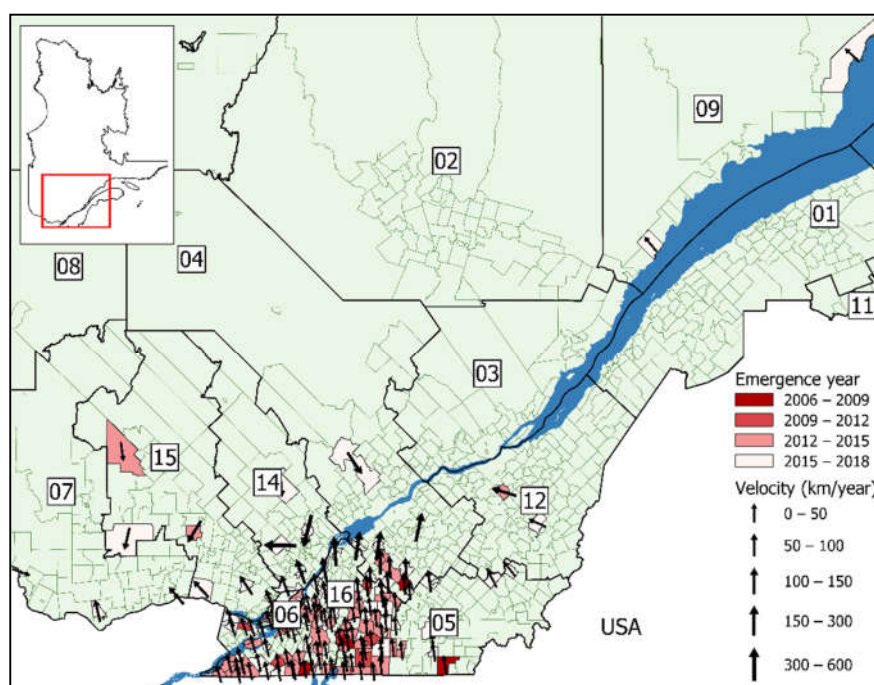 09
02
01
04
08
11
03
Emergence year
2006 – 2009
2009 – 2012
2012 – 2015
2015 – 2018
15
07
14
12
Velocity (km/year)
0 – 50
50 – 100
100 – 150
150 – 300
300 – 600
16
06
05
USA